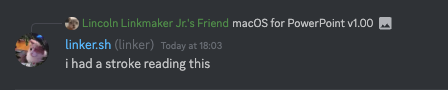 Lincoln Linkmaker Jr.'s Friend macOS for PowerPoint v1.00
linker.sh (linker) Today at 18:03
i had a stroke reading this